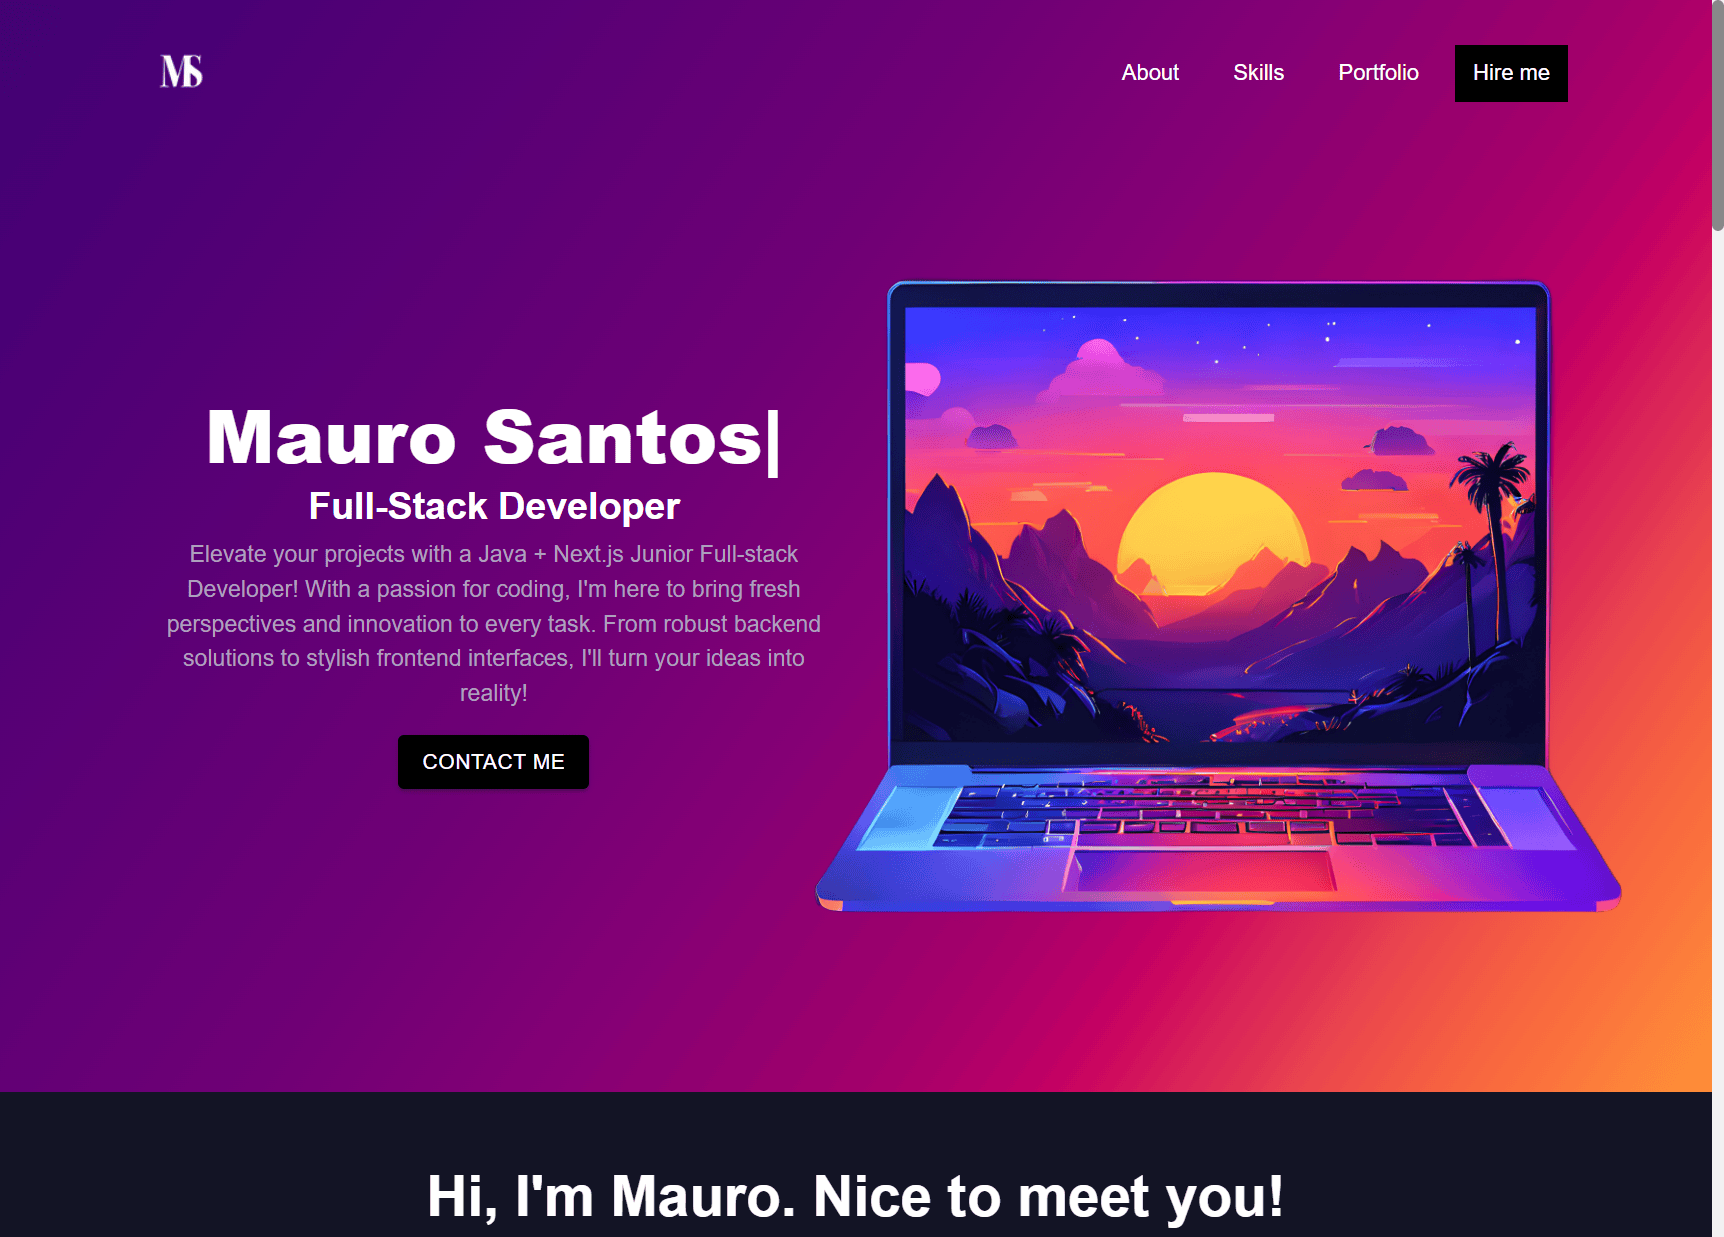 MS
About
Skills
Portfolio
Hire me
Mauro Santos|
Full-Stack Developer
Elevate your projects with a Java + Next.js Junior Full-stack
Developer! With a passion for coding, I'm here to bring fresh
perspectives and innovation to every task. From robust backend
solutions to stylish frontend interfaces, I'll turn your ideas into
reality!
CONTACT ME
Hi, I'm Mauro. Nice to meet you!